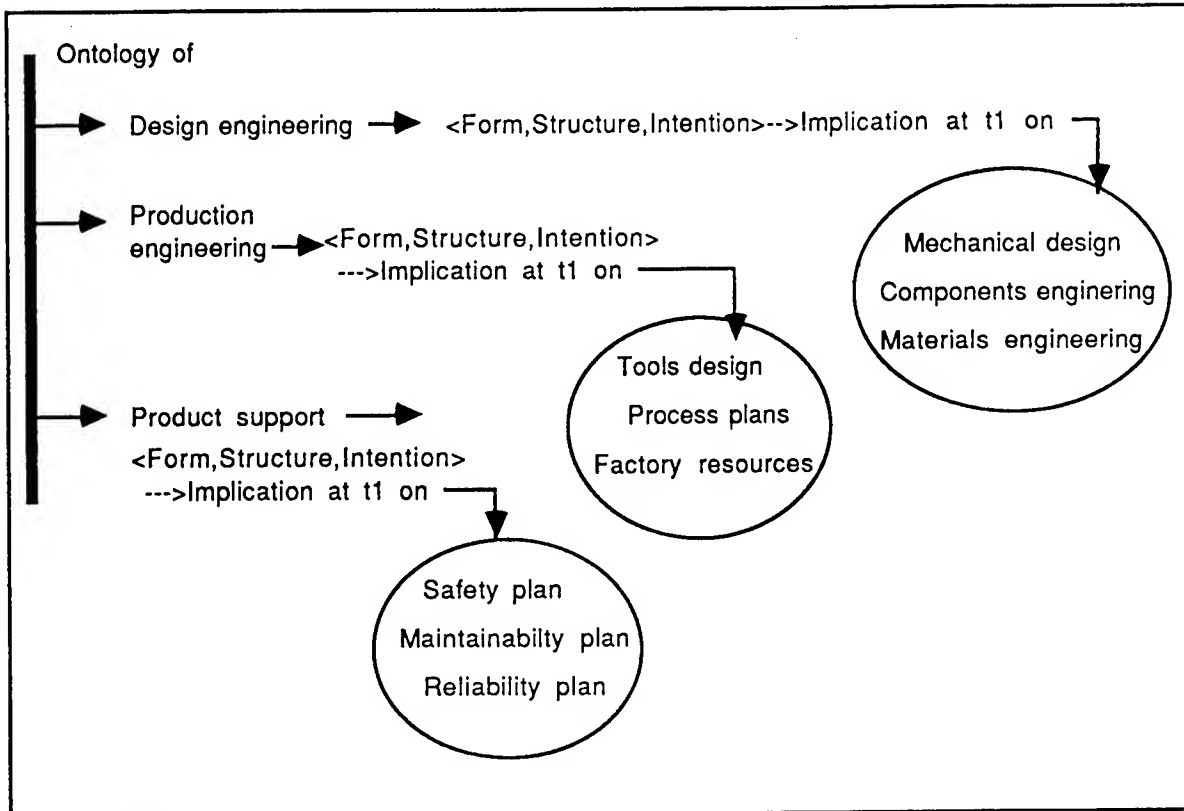 Ontology of
Design engineering
<Form,Structure,Intention>-->Implication at t1 on
Mechanical design
Components enginering
Materials engineering
Production
engineering
<Form,Structure,Intention>
--->Implication at t1 on
Tools design
Process plans
Factory resources
Product support
<Form,Structure,Intention>
--->Implication at t1 on
Safety plan
Maintainabilty plan
Reliability plan